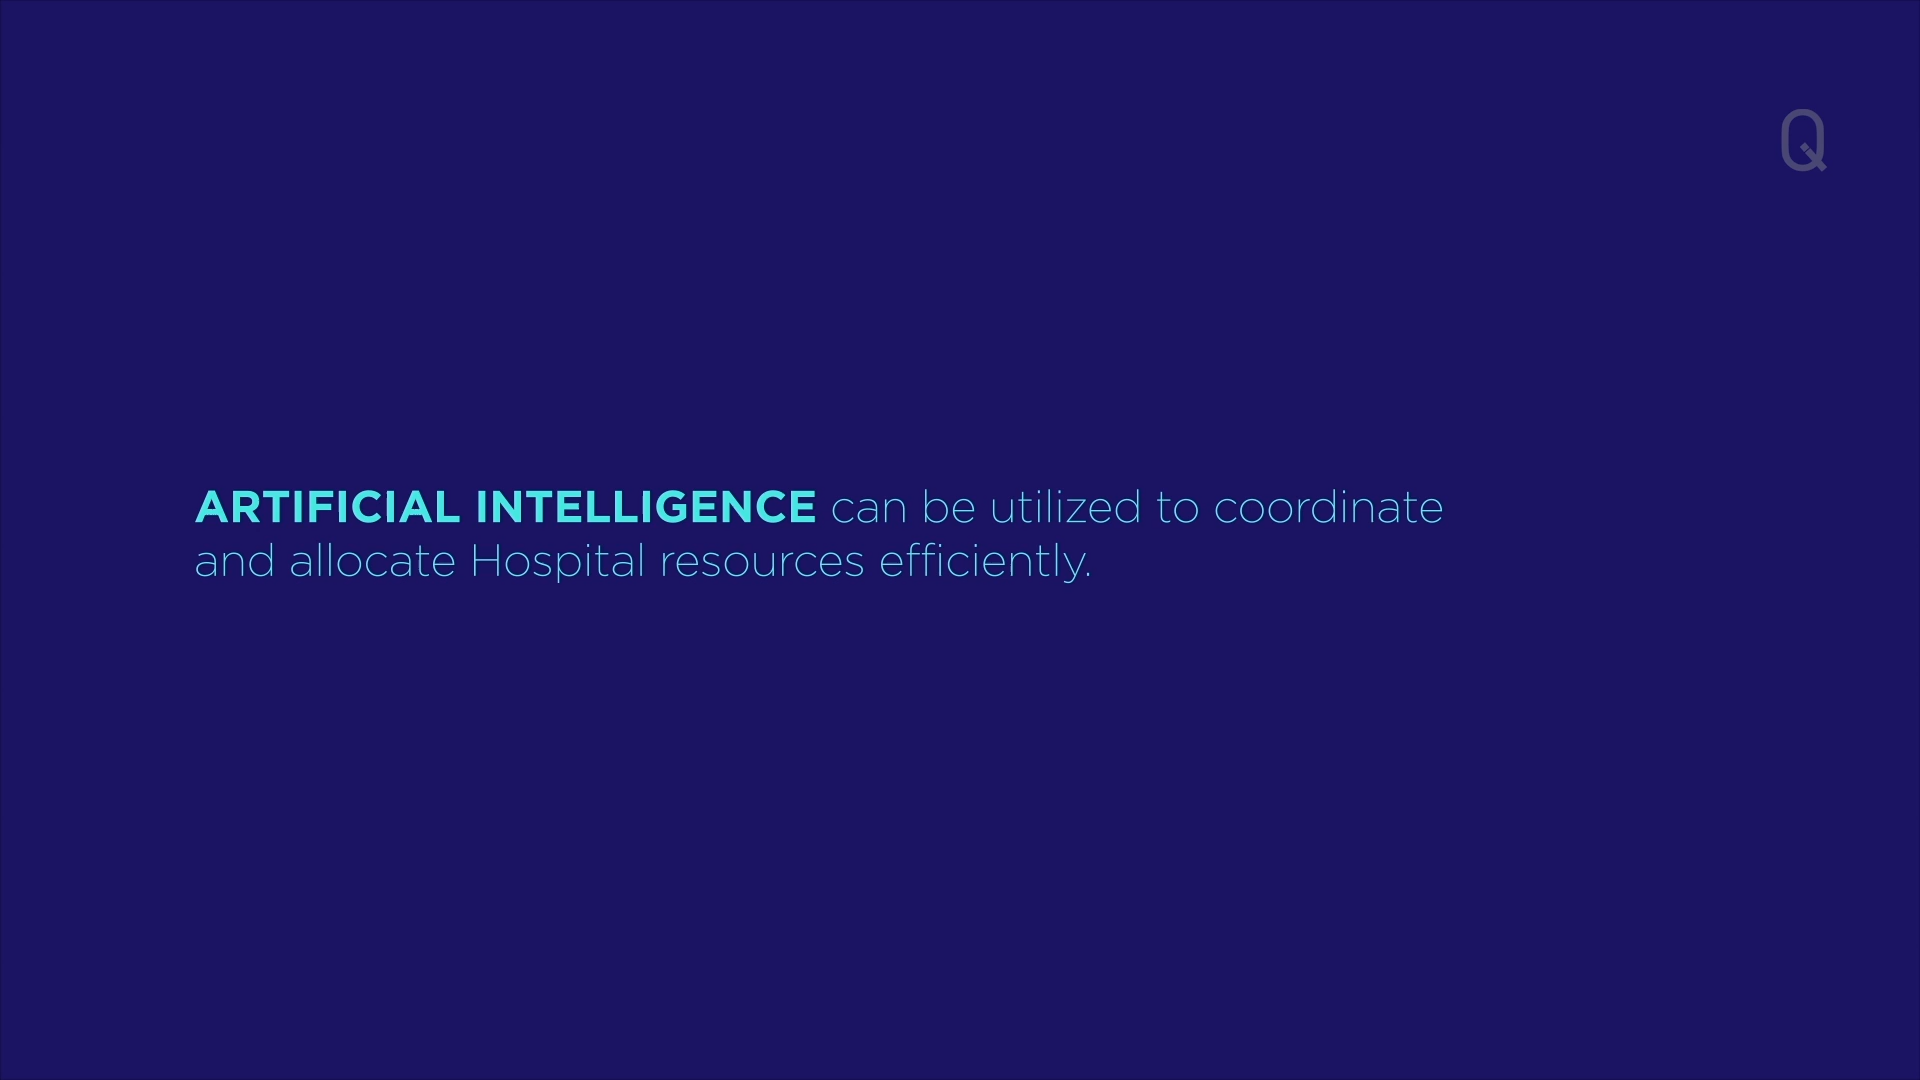 Q
ARTIFICIAL INTELLIGENCE can be utilized to coordinate
and allocate Hospital resources efficiently.